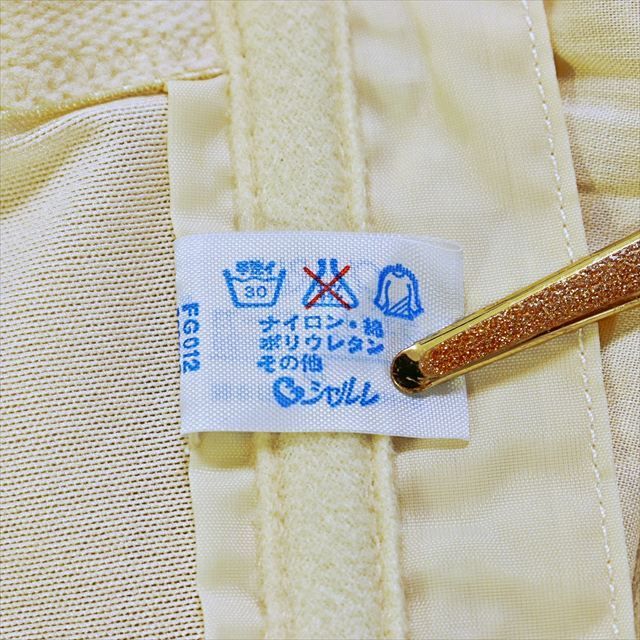 手洗イ
30
ナイロン・綿
ポリウレタン
その他
シャルレ
FG012